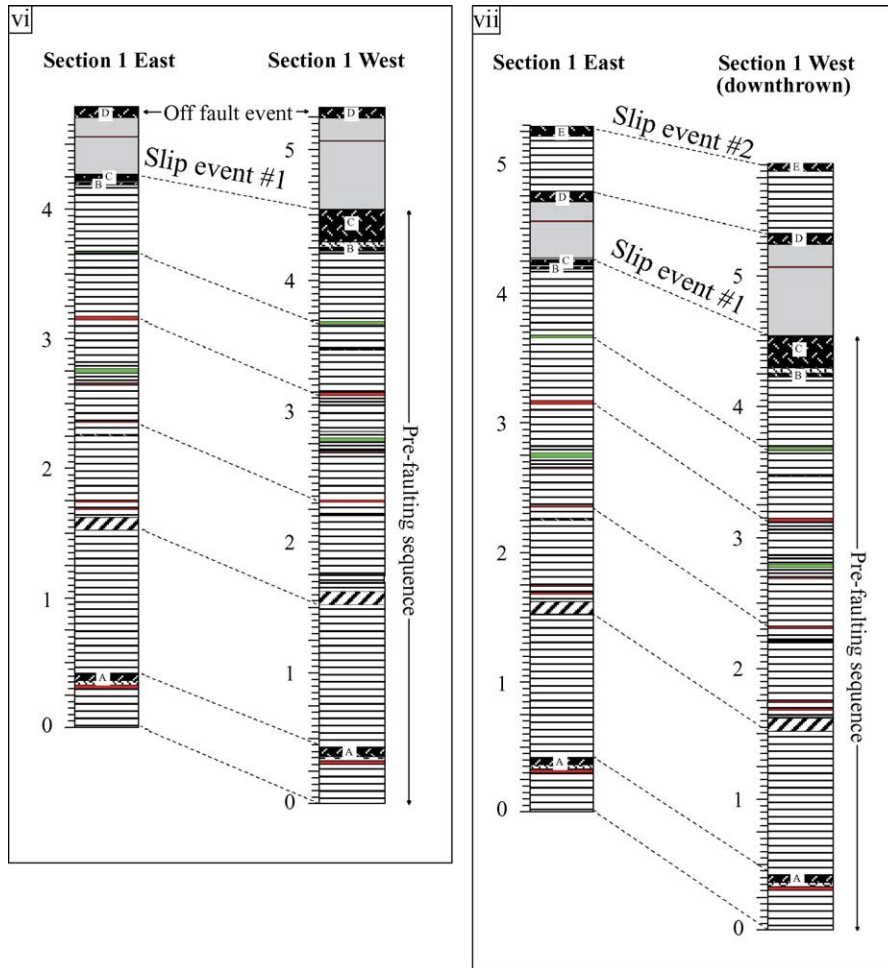 vi
Section 1 East
Section 1 West
D
Off fault event
D
5
Slip event #1
C
B
4
C
B
4
3
3
2
2
Pre-faulting sequence
1
1
A
0
A
0
vii
Section 1 East
Section 1 West
(downthrown)
E
Slip event #2
5
E
D
D
Slip event #1
5
C
B
4
C
B
4
3
3
2
2
Pre-faulting sequence
1
1
A
0
A
0